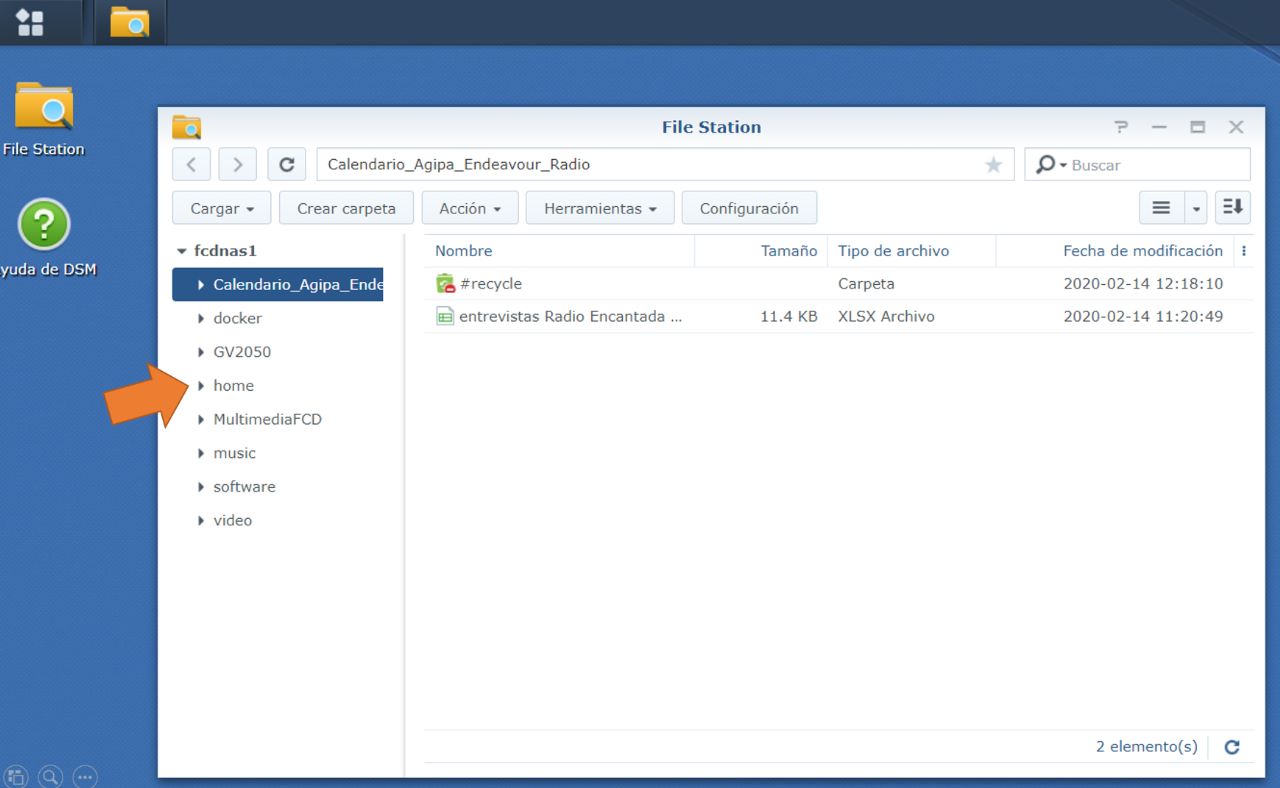 File Station
yuda de DSM
File Station
Calendario_Agipa_Endeavour_Radio
Buscar
Cargar
Crear carpeta
Acción
Herramientas
Configuración
fcdnas1
Calendario_Agipa_Ende
docker
GV2050
home
MultimediaFCD
music
software
video
Nombre Tamaño Tipo de archivo Fecha de modificación
#recycle Carpeta 2020-02-14 12:18:10
entrevistas Radio Encantada ... 11.4 KB XLSX Archivo 2020-02-14 11:20:49
2 elemento(s)